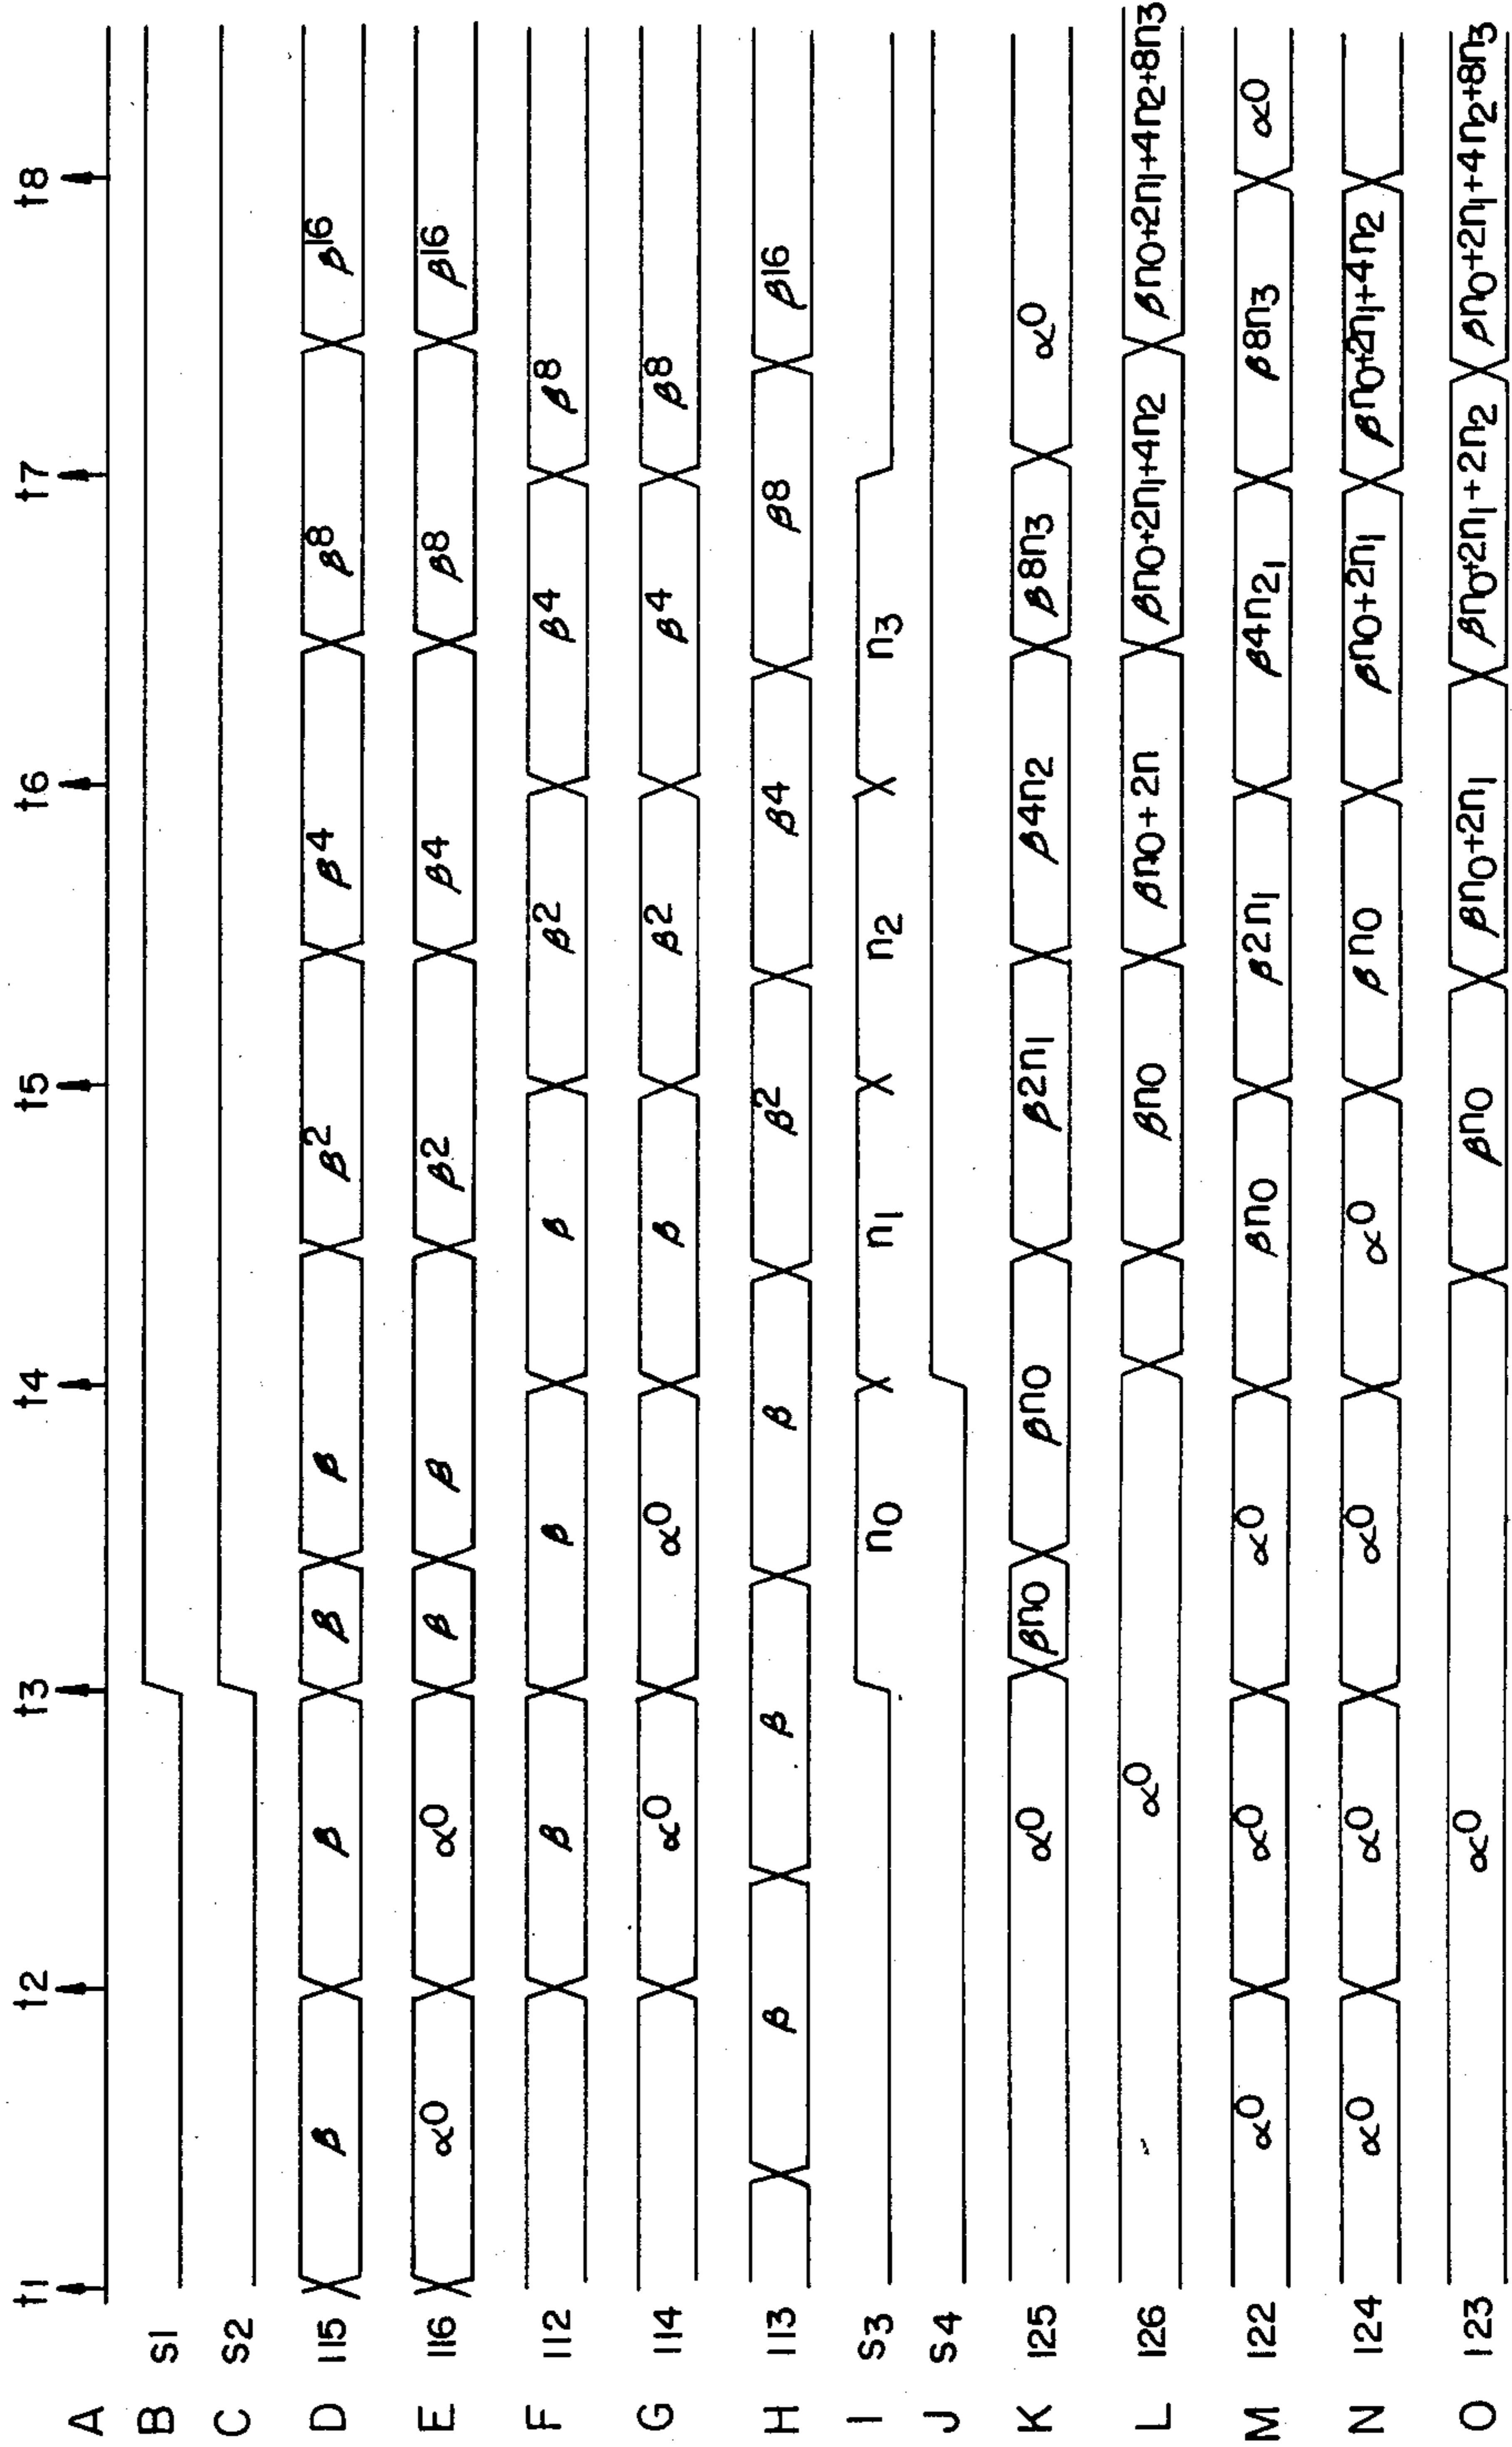 t1 t2 t3 t4 t5 t6 t7 t8
A
B S1
C S2
D 115 β β β β β² β⁴ β⁸ β¹⁶
E 116 α⁰ α⁰ β β β² β⁴ β⁸ β¹⁶
F 112 β β β β² β⁴ β⁸
G 114 α⁰ α⁰ β β² β⁴ β⁸
H 113 β β β β² β4 β8 β16
I S3 n0 n1 n2 n3
J S4
K 125 α⁰ βn0 βn0 β2n1 β4n2 β8n3 α⁰
L 126 α⁰ βn0 βn0+2n βn0+2n1+4n2 βn0+2n1+4n2+8n3
M 122 α⁰ α⁰ α⁰ βn0 β2n1 β4n21 β8n3 α⁰
N 124 α⁰ α⁰ α⁰ α⁰ βn0 βn0+2n1 βn0+2n1+4n2
O 123 α⁰ βn0 βn0+2n1 βn0+2n1+2n2 βn0+2n1+4n2+8n3